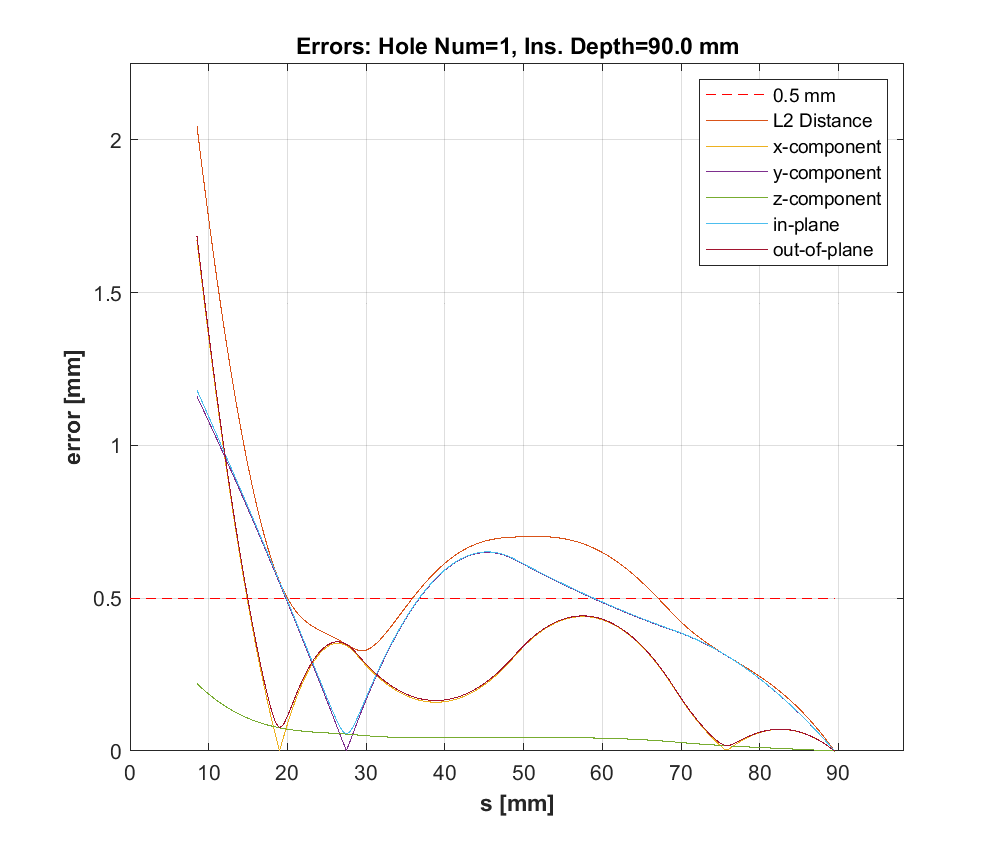 Errors: Hole Num=1, Ins. Depth=90.0 mm
0.5 mm
L2 Distance
x-component
y-component
z-component
in-plane
out-of-plane
error [mm]
2
1.5
1
0.5
0
0 10 20 30 40 50 60 70 80 90
s [mm]